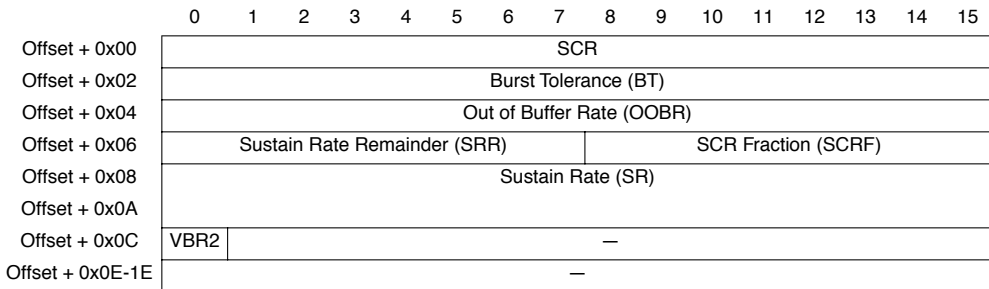 0 1 2 3 4 5 6 7 8 9 10 11 12 13 14 15
Offset + 0x00 SCR
Offset + 0x02 Burst Tolerance (BT)
Offset + 0x04 Out of Buffer Rate (OOBR)
Offset + 0x06 Sustain Rate Remainder (SRR) SCR Fraction (SCRF)
Offset + 0x08 Sustain Rate (SR)
Offset + 0x0A
Offset + 0x0C VBR2 —
Offset + 0x0E-1E —